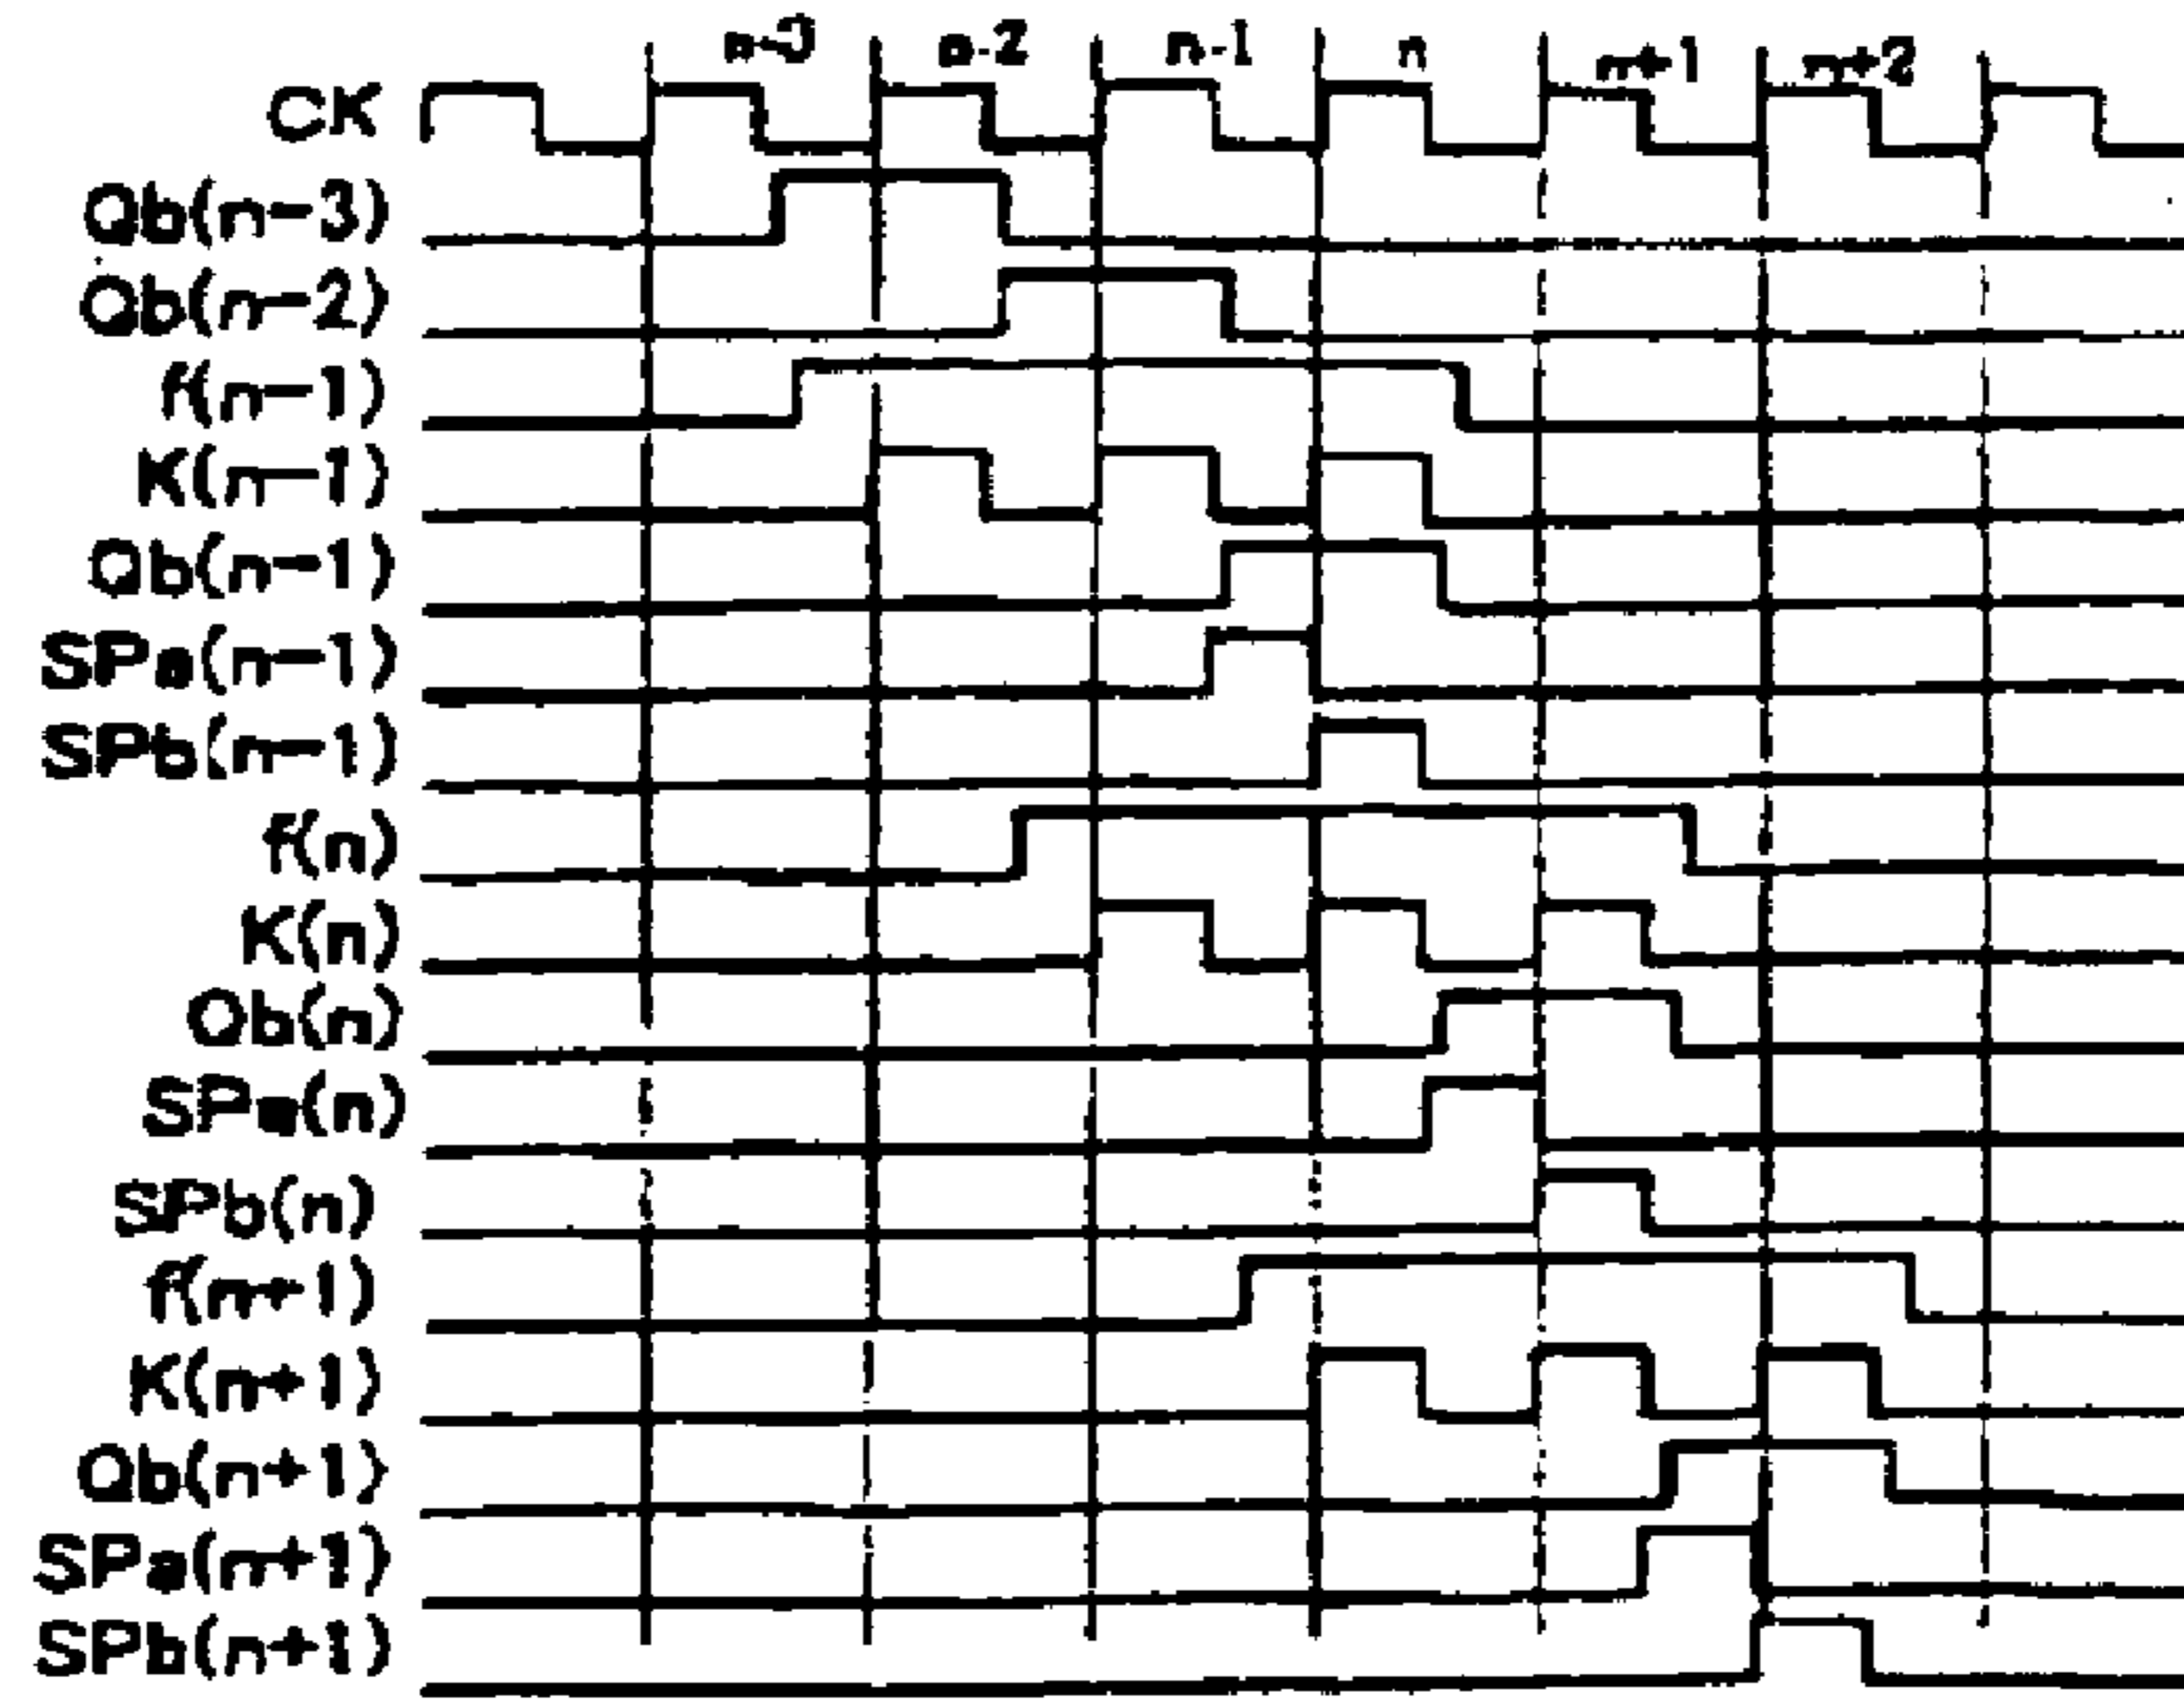 n-3 n-2 n-1 n n+1 n+2
CK
Qb(n-3)
Qb(n-2)
f(n-1)
K(n-1)
Qb(n-1)
SPa(n-1)
SPb(n-1)
f(n)
K(n)
Qb(n)
SPa(n)
SPb(n)
f(n+1)
K(n+1)
Qb(n+1)
SPa(n+1)
SPb(n+1)